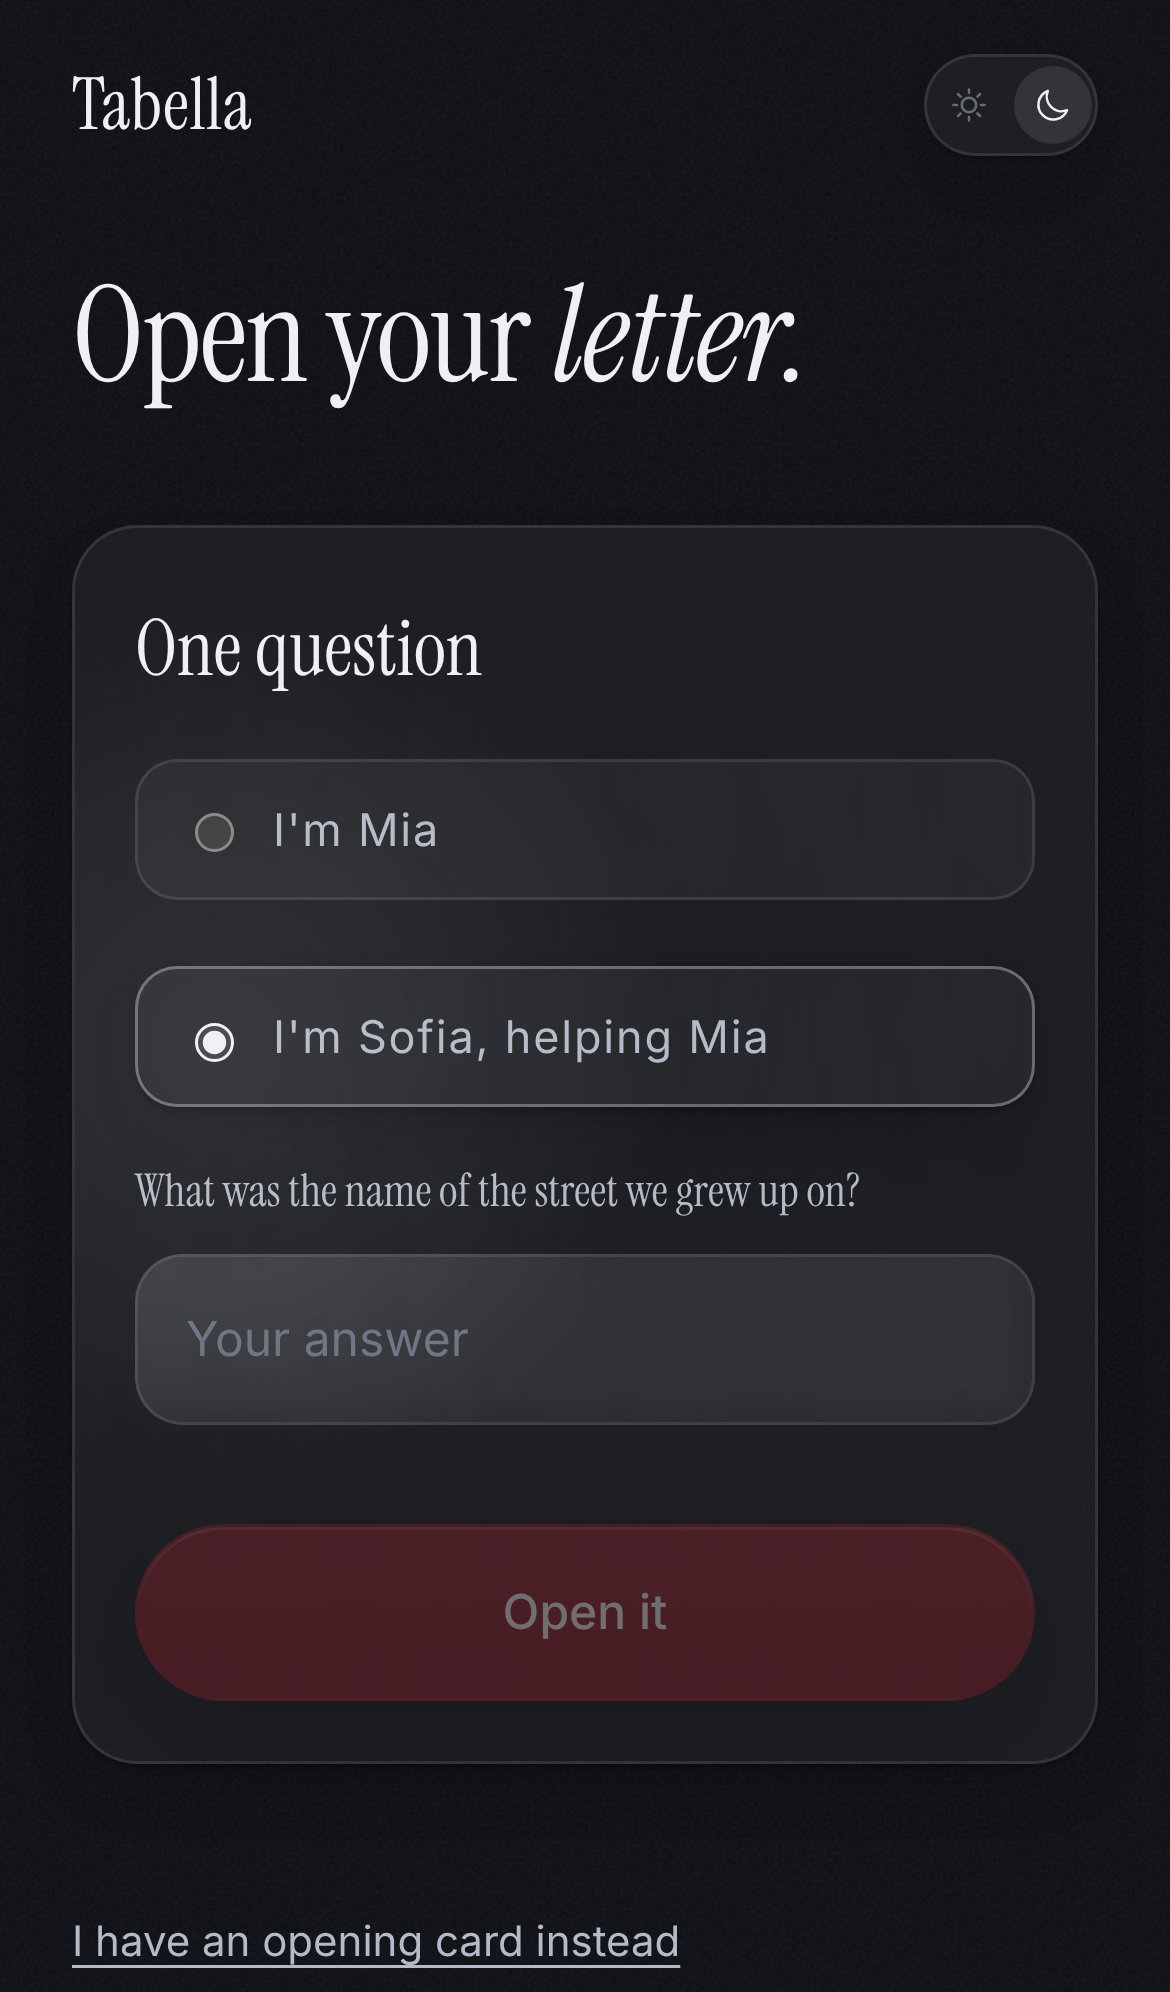 Tabella
Open your letter.
One question
I'm Mia
I'm Sofia, helping Mia
What was the name of the street we grew up on?
Your answer
Open it
I have an opening card instead